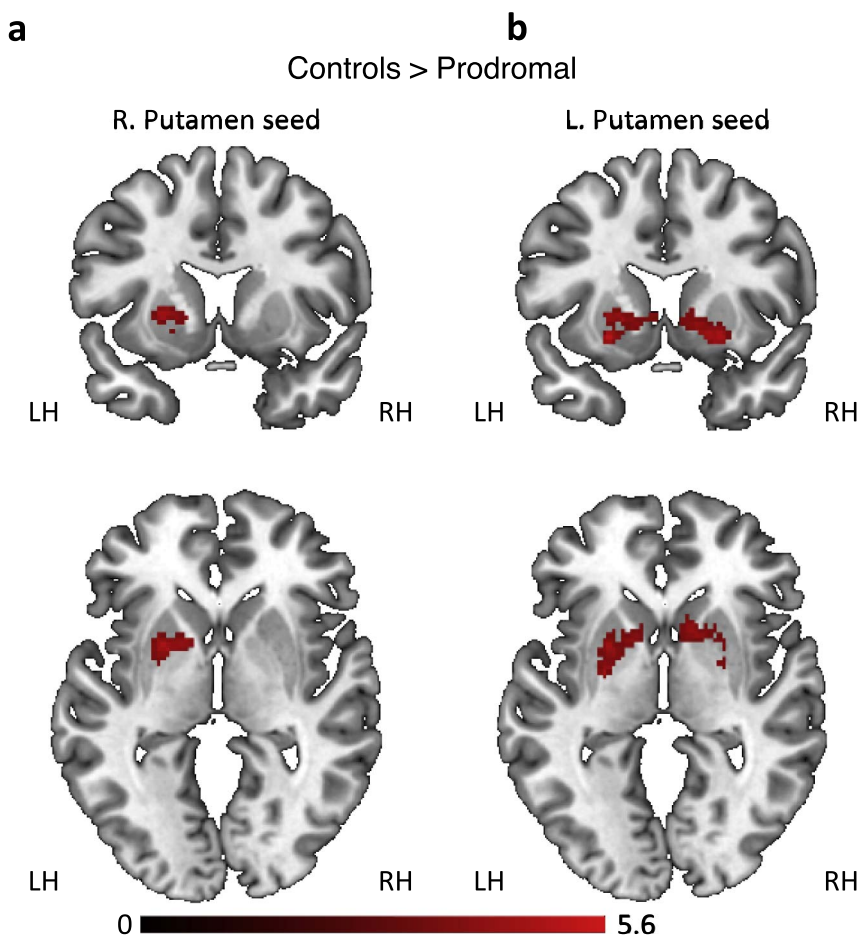 a b
Controls > Prodromal
R. Putamen seed L. Putamen seed
LH RH LH RH
LH RH LH RH
0 5.6